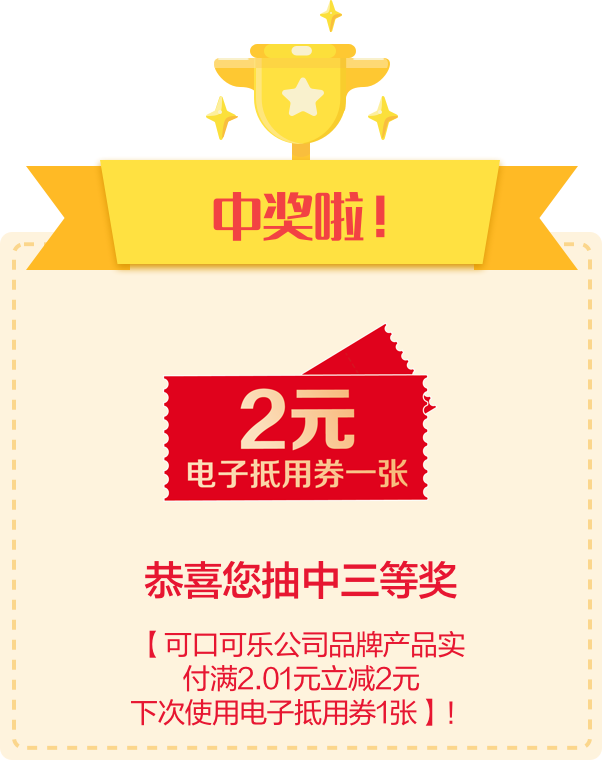 中奖啦!
2元
电子抵用券一张
恭喜您抽中三等奖
【可口可乐公司品牌产品实
付满2.01元立减2元
下次使用电子抵用券1张】!